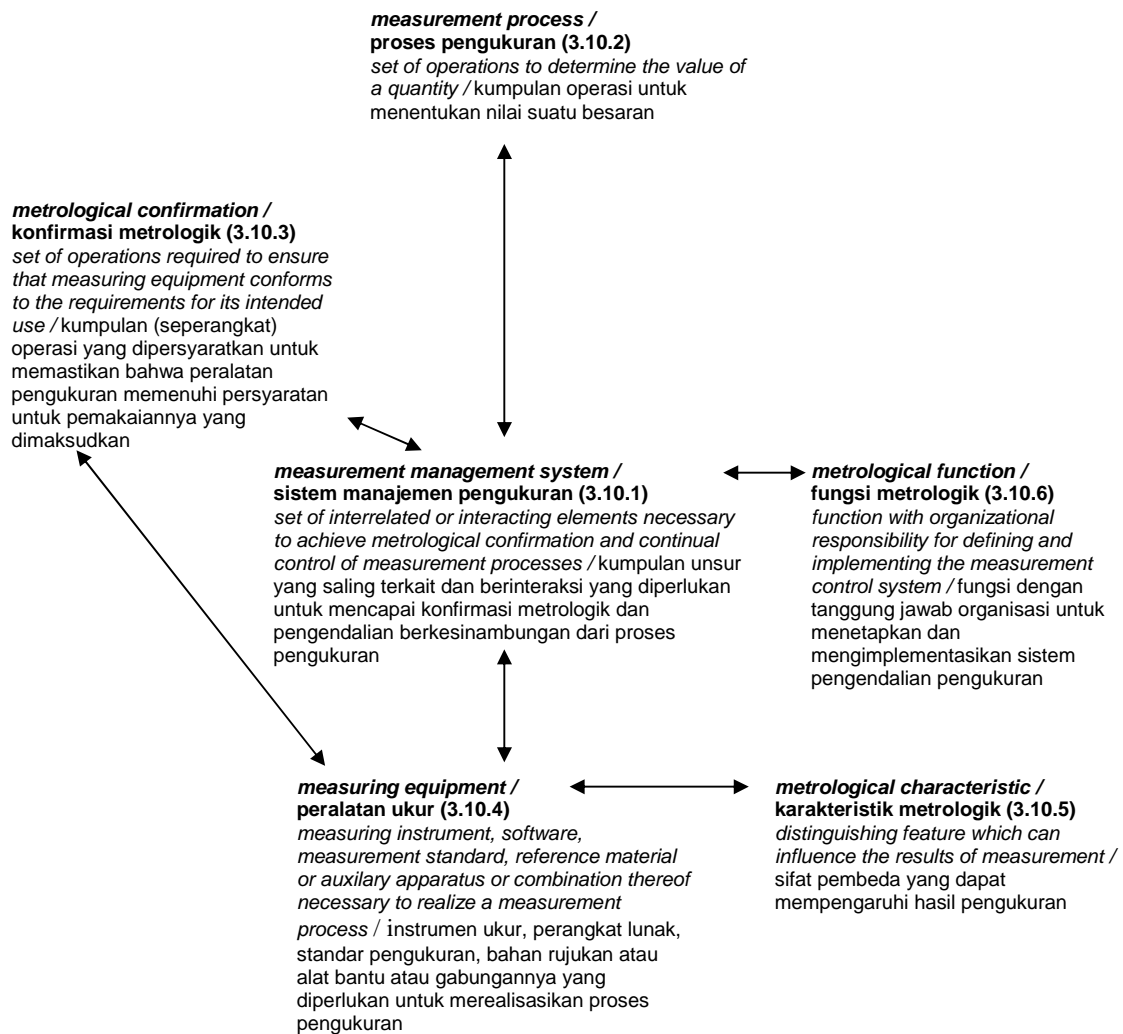 measurement process /
proses pengukuran (3.10.2)
set of operations to determine the value of
a quantity / kumpulan operasi untuk
menentukan nilai suatu besaran
metrological confirmation /
konfirmasi metrologik (3.10.3)
set of operations required to ensure
that measuring equipment conforms
to the requirements for its intended
use / kumpulan (seperangkat)
operasi yang dipersyaratkan untuk
memastikan bahwa peralatan
pengukuran memenuhi persyaratan
untuk pemakaiannya yang
dimaksudkan
measurement management system /
sistem manajemen pengukuran (3.10.1)
set of interrelated or interacting elements necessary
to achieve metrological confirmation and continual
control of measurement processes / kumpulan unsur
yang saling terkait dan berinteraksi yang diperlukan
untuk mencapai konfirmasi metrologik dan
pengendalian berkesinambungan dari proses
pengukuran
metrological function /
fungsi metrologik (3.10.6)
function with organizational
responsibility for defining and
implementing the measurement
control system / fungsi dengan
tanggung jawab organisasi untuk
menetapkan dan
mengimplementasikan sistem
pengendalian pengukuran
measuring equipment /
peralatan ukur (3.10.4)
measuring instrument, software,
measurement standard, reference material
or auxilary apparatus or combination thereof
necessary to realize a measurement
process / instrumen ukur, perangkat lunak,
standar pengukuran, bahan rujukan atau
alat bantu atau gabungannya yang
diperlukan untuk merealisasikan proses
pengukuran
metrological characteristic /
karakteristik metrologik (3.10.5)
distinguishing feature which can
influence the results of measurement /
sifat pembeda yang dapat
mempengaruhi hasil pengukuran